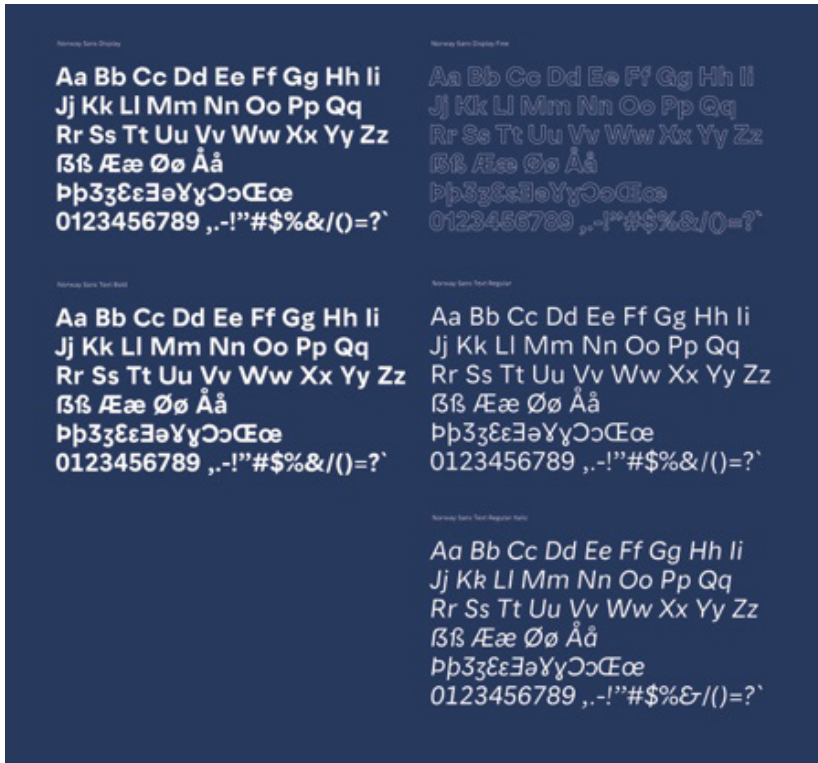 Norway Sans Display
Aa Bb Cc Dd Ee Ff Gg Hh Ii
Jj Kk Ll Mm Nn Oo Pp Qq
Rr Ss Tt Uu Vv Ww Xx Yy Zz
ẞß Ææ Øø Åå
ÞþƷʒƐɛƎəƔɣƆɔŒœ
0123456789 ,.-!”#$%&/()=?`
Norway Sans Display Fine
Aa Bb Cc Dd Ee Ff Gg Hh Ii
Jj Kk Ll Mm Nn Oo Pp Qq
Rr Ss Tt Uu Vv Ww Xx Yy Zz
ẞß Ææ Øø Åå
ÞþƷʒƐɛƎəƔɣƆɔŒœ
0123456789 ,.-!”#$%&/()=?`
Norway Sans Text Bold
Aa Bb Cc Dd Ee Ff Gg Hh Ii
Jj Kk Ll Mm Nn Oo Pp Qq
Rr Ss Tt Uu Vv Ww Xx Yy Zz
ẞß Ææ Øø Åå
ÞþƷʒƐɛƎəƔɣƆɔŒœ
0123456789 ,.-!”#$%&/()=?`
Norway Sans Text Regular
Aa Bb Cc Dd Ee Ff Gg Hh Ii
Jj Kk Ll Mm Nn Oo Pp Qq
Rr Ss Tt Uu Vv Ww Xx Yy Zz
ẞß Ææ Øø Åå
ÞþƷʒƐɛƎəƔɣƆɔŒœ
0123456789 ,.-!”#$%&/()=?`
Norway Sans Text Regular Italic
Aa Bb Cc Dd Ee Ff Gg Hh Ii
Jj Kk Ll Mm Nn Oo Pp Qq
Rr Ss Tt Uu Vv Ww Xx Yy Zz
ẞß Ææ Øø Åå
ÞþƷʒƐɛƎəƔɣƆɔŒœ
0123456789 ,.-!”#$%&/()=?`